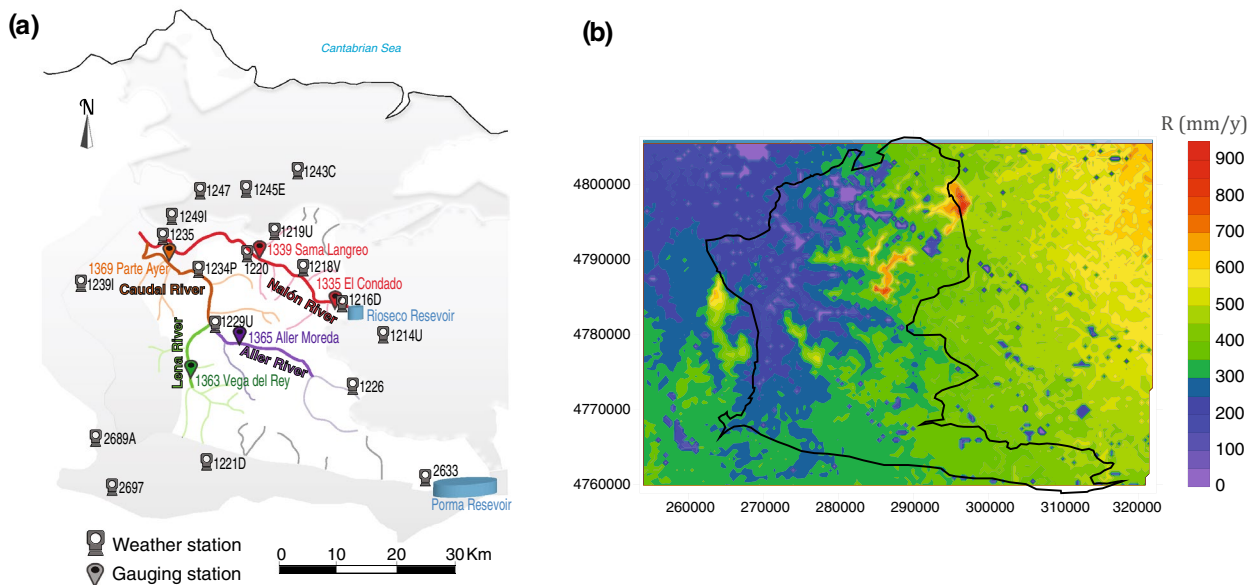 (a)
Cantabrian Sea
N
1243C
1247
1245E
1249I
1235
1219U
1339 Sama Langreo
1369 Parte Ayer
1234P
1220
1218V
1239I
Caudal River
Nalón River
1335 El Condado
1216D
Rioseco Resevoir
1229U
1214U
1365 Aller Moreda
Lena River
Aller River
1363 Vega del Rey
1226
2689A
1221D
2633
2697
Porma Resevoir
Weather station
Gauging station
0 10 20 30 Km
(b)
R (mm/y)
900
800
700
600
500
400
300
200
100
0
4800000
4790000
4780000
4770000
4760000
260000 270000 280000 290000 300000 310000 320000